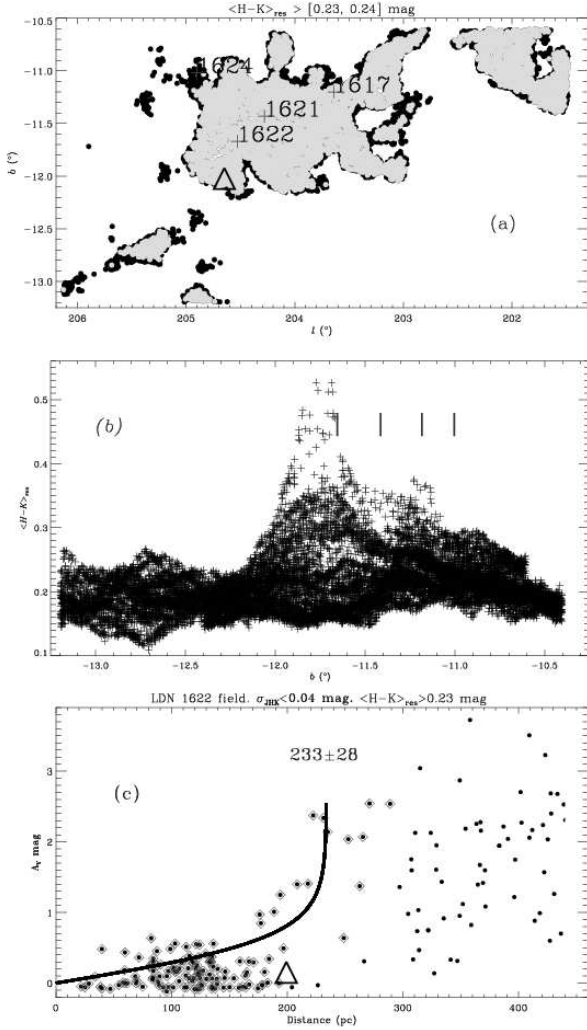 <H-K>res > [0.23, 0.24] mag
-10.5
-11.0
-11.5
-12.0
-12.5
-13.0
b (°)
1624
1617
1621
1622
(a)
206 205 204 203 202
l (°)
0.5
0.4
0.3
0.2
0.1
<H-K>res
(b)
-13.0 -12.5 -12.0 -11.5 -11.0 -10.5
b (°)
LDN 1622 field. σJHK<0.04 mag. <H-K>res>0.23 mag
3
2
1
0
AV mag
233±28
(c)
0 100 200 300 400
Distance (pc)